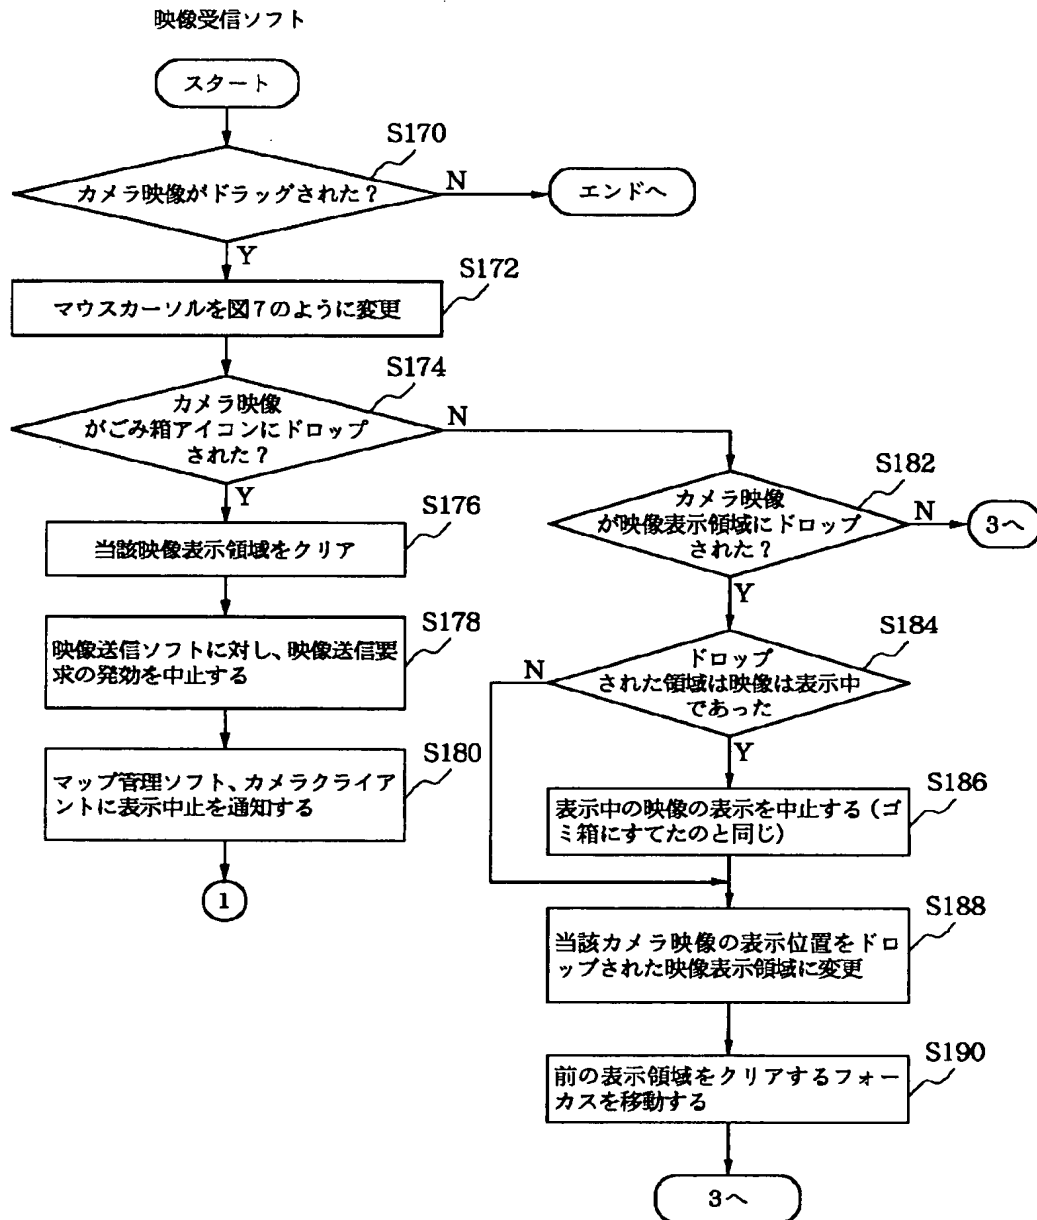 映像受信ソフト
スタート
S170
カメラ映像がドラッグされた？
N
エンドへ
Y
S172
マウスカーソルを図7のように変更
S174
カメラ映像
がごみ箱アイコンにドロップ
された？
N
Y
S176
当該映像表示領域をクリア
S178
映像送信ソフトに対し、映像送信要
求の発効を中止する
S180
マップ管理ソフト、カメラクライア
ントに表示中止を通知する
1
S182
カメラ映像
が映像表示領域にドロップ
された？
N
3へ
Y
S184
ドロップ
された領域は映像は表示中
であった
N
Y
S186
表示中の映像の表示を中止する（ゴ
ミ箱にすてたのと同じ）
S188
当該カメラ映像の表示位置をドロ
ップされた映像表示領域に変更
S190
前の表示領域をクリアするフォー
カスを移動する
3へ